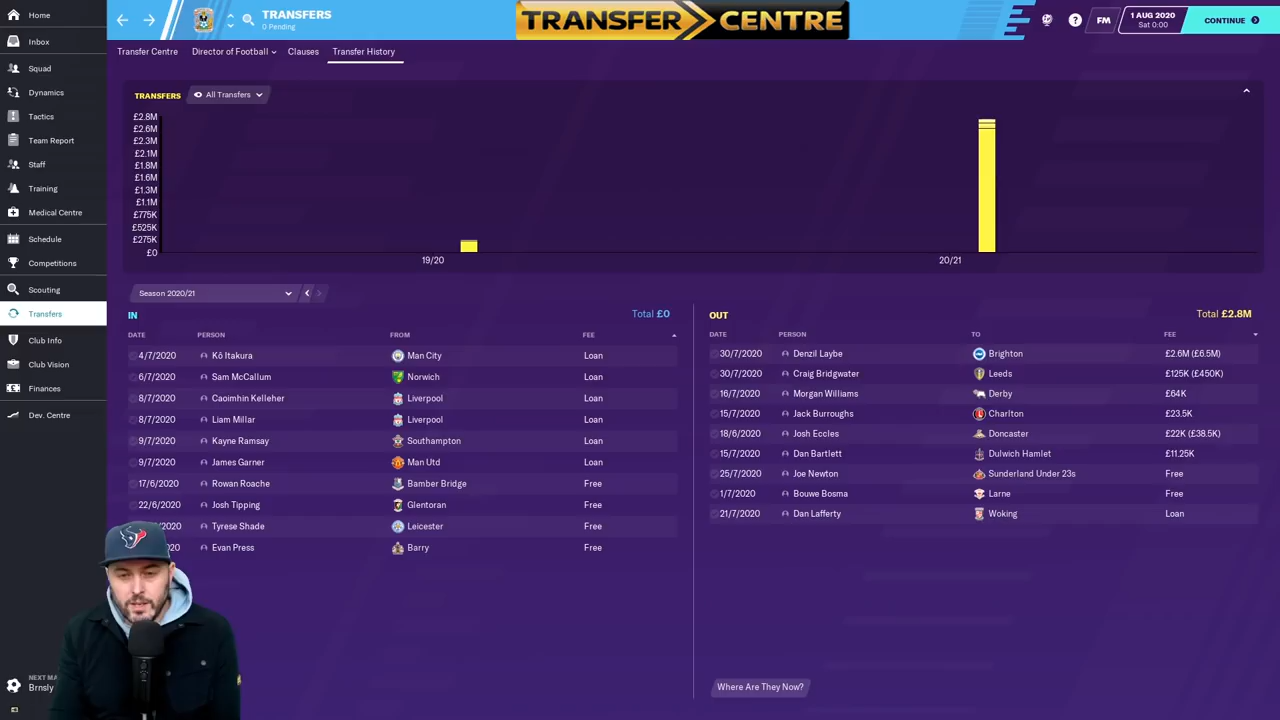 Home
Inbox
Squad
Dynamics
Tactics
Team Report
Staff
Training
Medical Centre
Schedule
Competitions
Scouting
Transfers
Club Info
Club Vision
Finances
Dev. Centre
NEXT MA
Brnsly
TRANSFERS
0 Pending
TRANSFER CENTRE
? FM
1 AUG 2020
Sat 0:00
CONTINUE
Transfer Centre Director of Football Clauses Transfer History
TRANSFERS All Transfers
£2.8M
£2.6M
£2.3M
£2.1M
£1.8M
£1.6M
£1.3M
£1.1M
£775K
£525K
£275K
£0
19/20 20/21
Season 2020/21
IN Total £0
DATE PERSON FROM FEE
4/7/2020 Kō Itakura Man City Loan
6/7/2020 Sam McCallum Norwich Loan
8/7/2020 Caoimhin Kelleher Liverpool Loan
8/7/2020 Liam Millar Liverpool Loan
9/7/2020 Kayne Ramsay Southampton Loan
9/7/2020 James Garner Man Utd Loan
17/6/2020 Rowan Roache Bamber Bridge Free
22/6/2020 Josh Tipping Glentoran Free
/2020 Tyrese Shade Leicester Free
20 Evan Press Barry Free
OUT Total £2.8M
DATE PERSON TO FEE
30/7/2020 Denzil Laybe Brighton £2.6M (£6.5M)
30/7/2020 Craig Bridgwater Leeds £125K (£450K)
16/7/2020 Morgan Williams Derby £64K
15/7/2020 Jack Burroughs Charlton £23.5K
18/6/2020 Josh Eccles Doncaster £22K (£38.5K)
15/7/2020 Dan Bartlett Dulwich Hamlet £11.25K
25/7/2020 Joe Newton Sunderland Under 23s Free
1/7/2020 Bouwe Bosma Larne Free
21/7/2020 Dan Lafferty Woking Loan
Where Are They Now?